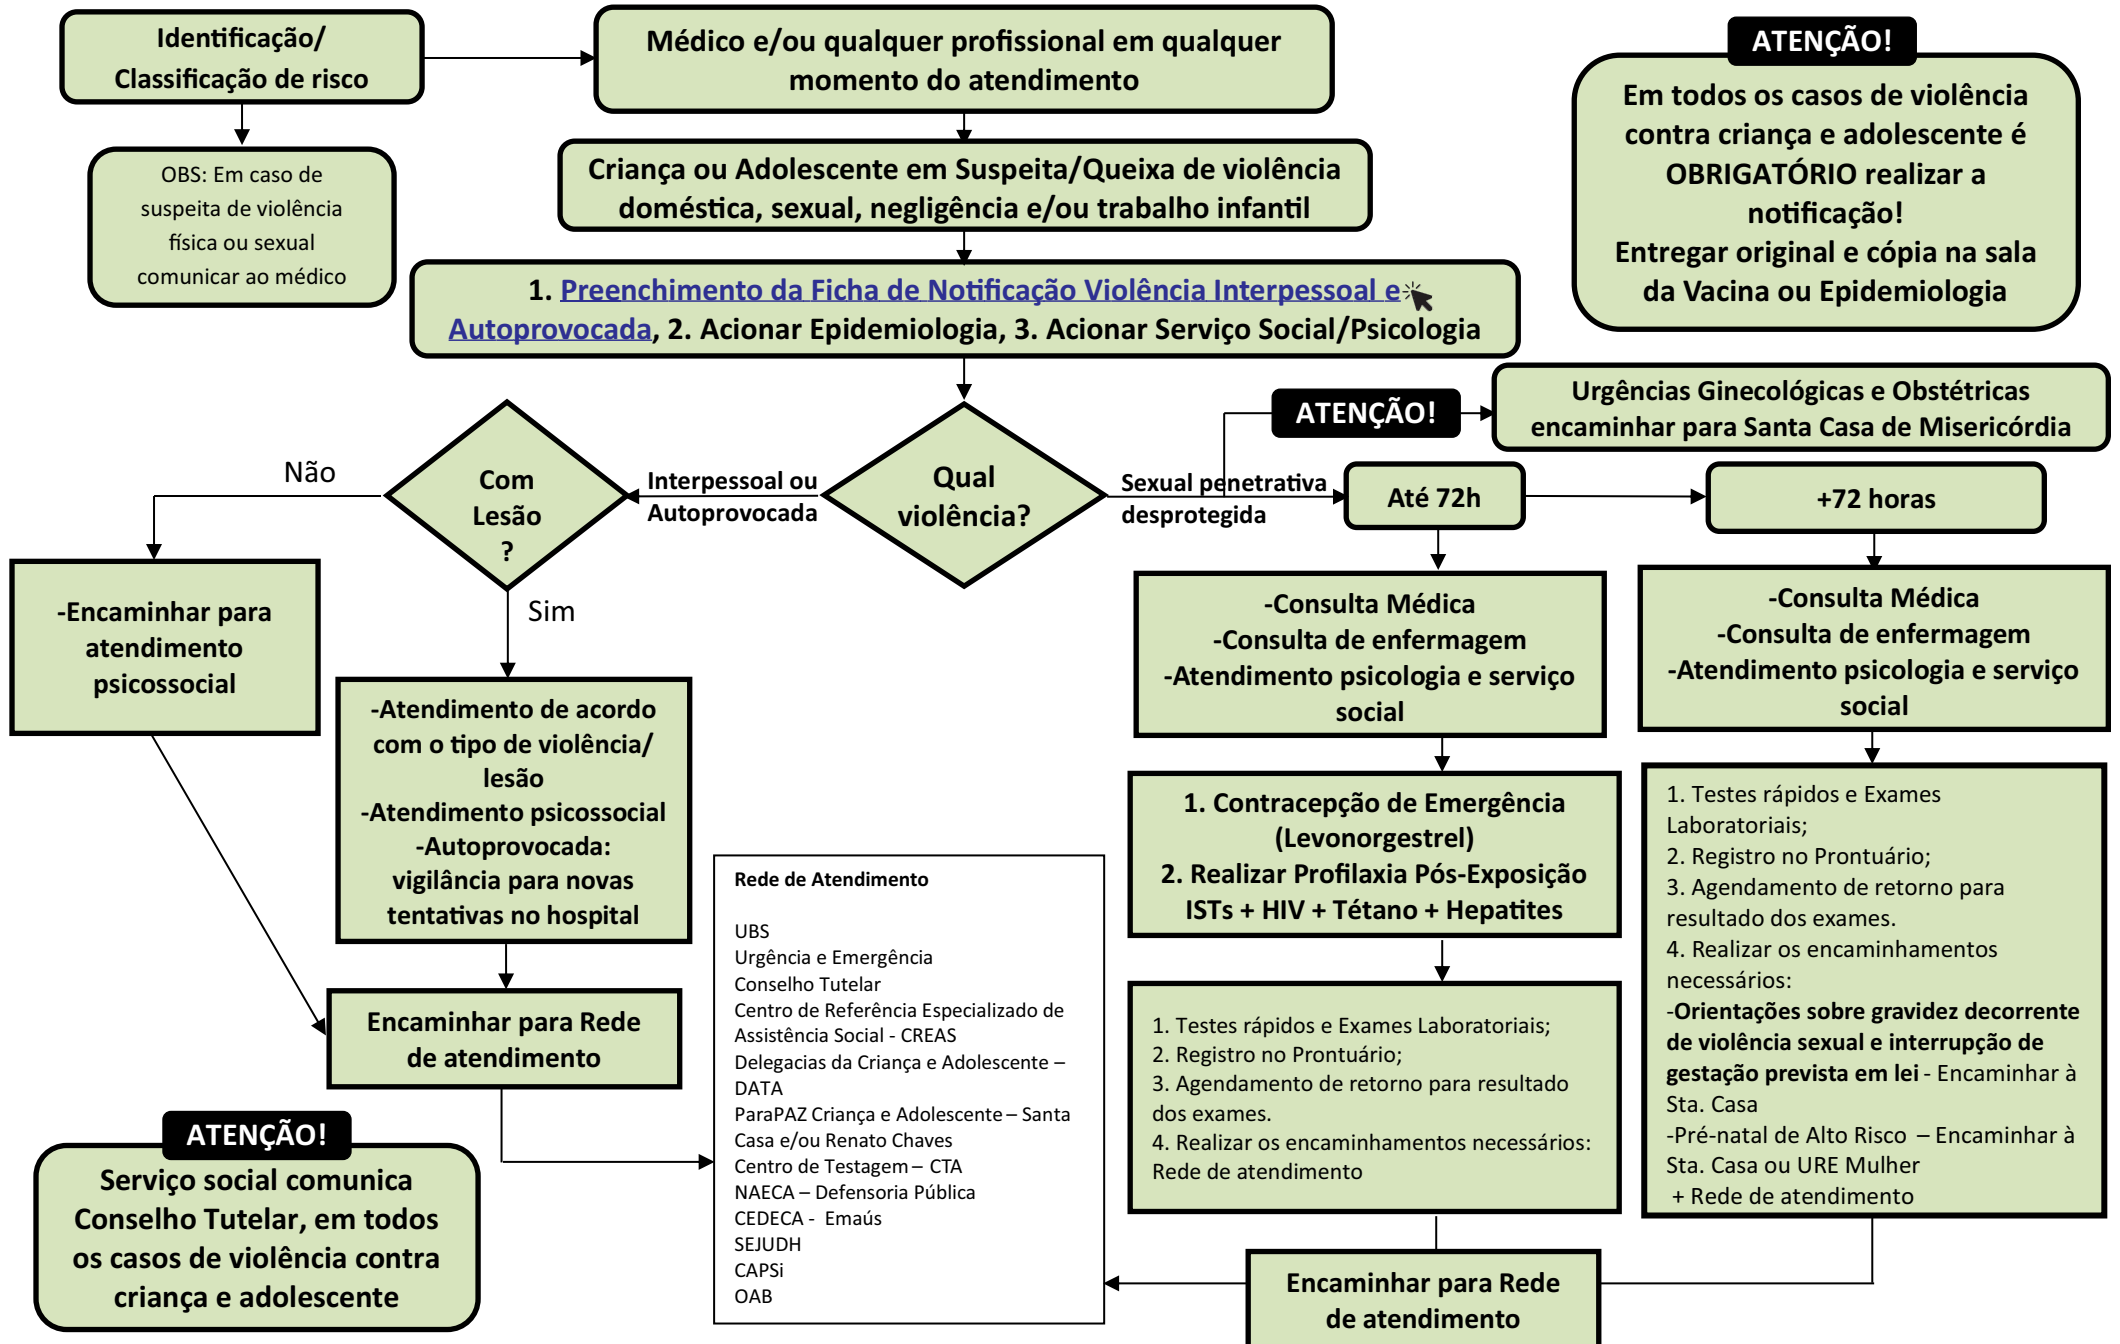 Identificação/
Classificação de risco
Médico e/ou qualquer profissional em qualquer
momento do atendimento
ATENÇÃO!
Em todos os casos de violência
contra criança e adolescente é
OBRIGATÓRIO realizar a
notificação!
Entregar original e cópia na sala
da Vacina ou Epidemiologia
OBS: Em caso de
suspeita de violência
física ou sexual
comunicar ao médico
Criança ou Adolescente em Suspeita/Queixa de violência
doméstica, sexual, negligência e/ou trabalho infantil
1. Preenchimento da Ficha de Notificação Violência Interpessoal e
Autoprovocada, 2. Acionar Epidemiologia, 3. Acionar Serviço Social/Psicologia
ATENÇÃO!
Urgências Ginecológicas e Obstétricas
encaminhar para Santa Casa de Misericórdia
Não
Com
Lesão
?
Interpessoal ou
Autoprovocada
Qual
violência?
Sexual penetrativa
desprotegida
Até 72h
+72 horas
Sim
-Encaminhar para
atendimento
psicossocial
-Atendimento de acordo
com o tipo de violência/
lesão
-Atendimento psicossocial
-Autoprovocada:
vigilância para novas
tentativas no hospital
Encaminhar para Rede
de atendimento
ATENÇÃO!
Serviço social comunica
Conselho Tutelar, em todos
os casos de violência contra
criança e adolescente
Rede de Atendimento
UBS
Urgência e Emergência
Conselho Tutelar
Centro de Referência Especializado de
Assistência Social - CREAS
Delegacias da Criança e Adolescente –
DATA
ParaPAZ Criança e Adolescente – Santa
Casa e/ou Renato Chaves
Centro de Testagem – CTA
NAECA – Defensoria Pública
CEDECA - Emaús
SEJUDH
CAPSi
OAB
-Consulta Médica
-Consulta de enfermagem
-Atendimento psicologia e serviço
social
1. Contracepção de Emergência
(Levonorgestrel)
2. Realizar Profilaxia Pós-Exposição
ISTs + HIV + Tétano + Hepatites
1. Testes rápidos e Exames Laboratoriais;
2. Registro no Prontuário;
3. Agendamento de retorno para resultado
dos exames.
4. Realizar os encaminhamentos necessários:
Rede de atendimento
-Consulta Médica
-Consulta de enfermagem
-Atendimento psicologia e serviço
social
1. Testes rápidos e Exames
Laboratoriais;
2. Registro no Prontuário;
3. Agendamento de retorno para
resultado dos exames.
4. Realizar os encaminhamentos
necessários:
-Orientações sobre gravidez decorrente
de violência sexual e interrupção de
gestação prevista em lei - Encaminhar à
Sta. Casa
-Pré-natal de Alto Risco – Encaminhar à
Sta. Casa ou URE Mulher
+ Rede de atendimento
Encaminhar para Rede
de atendimento